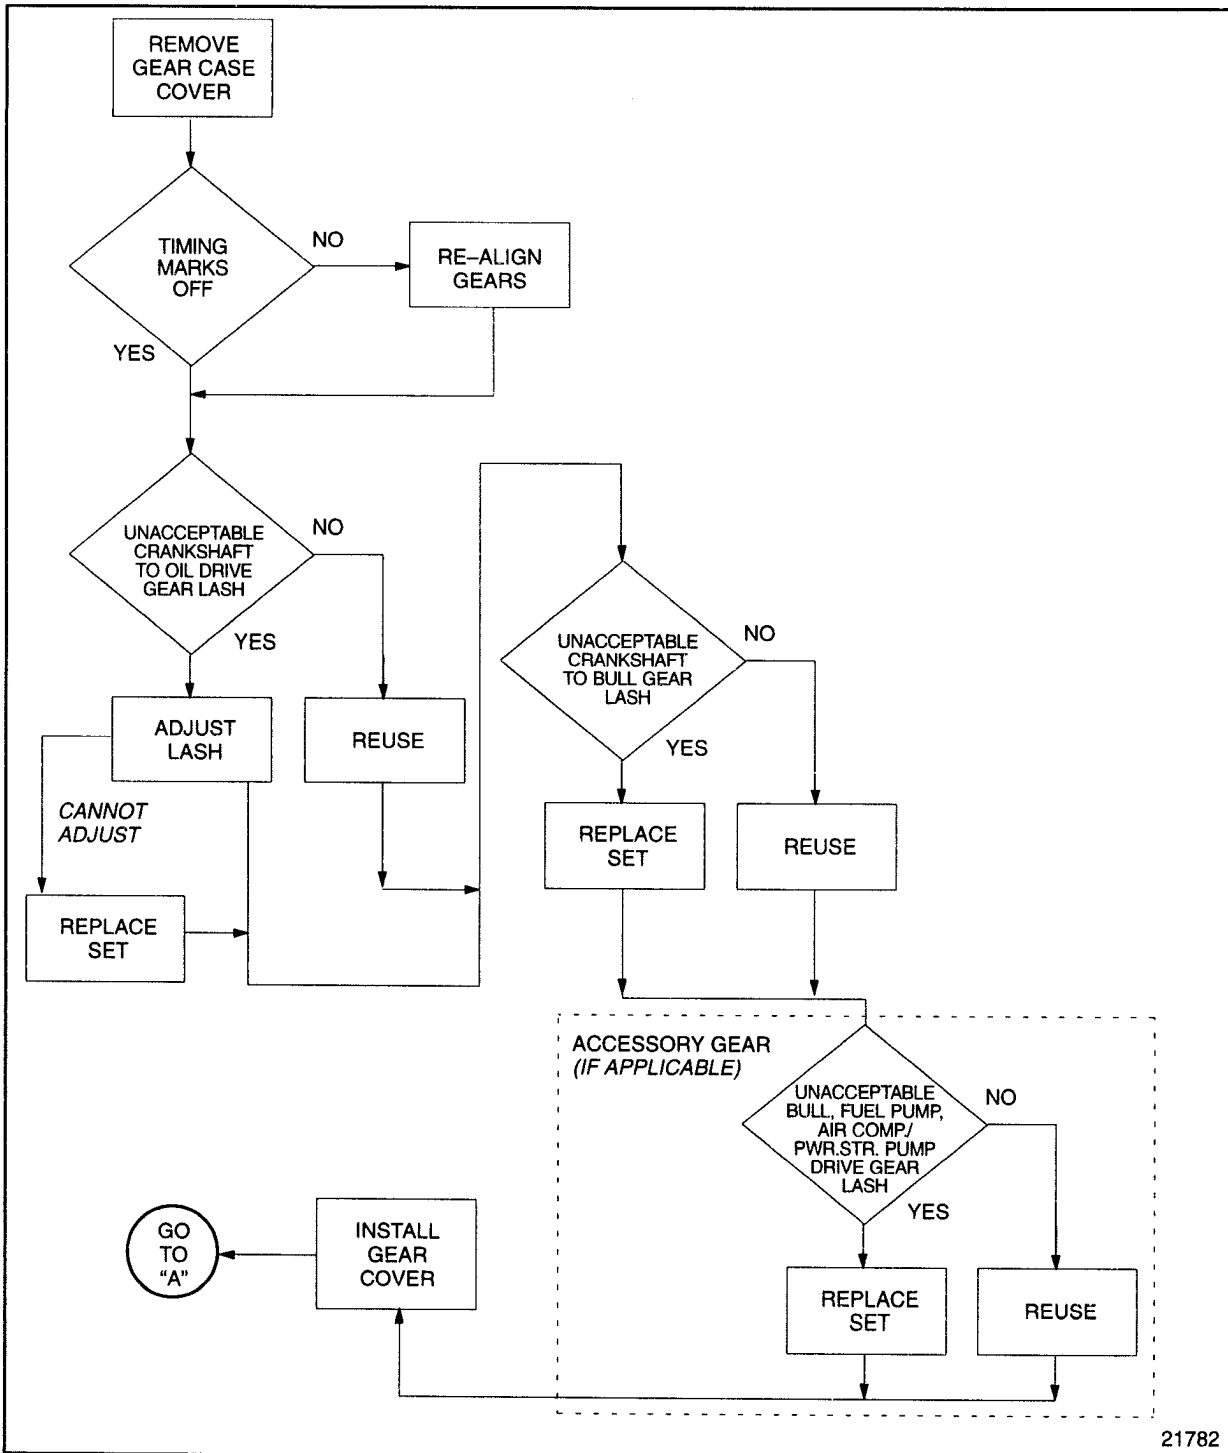 REMOVE
GEAR CASE
COVER
TIMING
MARKS
OFF
NO
RE–ALIGN
GEARS
YES
UNACCEPTABLE
CRANKSHAFT
TO OIL DRIVE
GEAR LASH
NO
YES
ADJUST
LASH
REUSE
CANNOT
ADJUST
REPLACE
SET
UNACCEPTABLE
CRANKSHAFT
TO BULL GEAR
LASH
NO
YES
REPLACE
SET
REUSE
ACCESSORY GEAR
(IF APPLICABLE)
UNACCEPTABLE
BULL, FUEL PUMP,
AIR COMP./
PWR.STR. PUMP
DRIVE GEAR
LASH
NO
YES
REPLACE
SET
REUSE
INSTALL
GEAR
COVER
GO
TO
“A”
21782